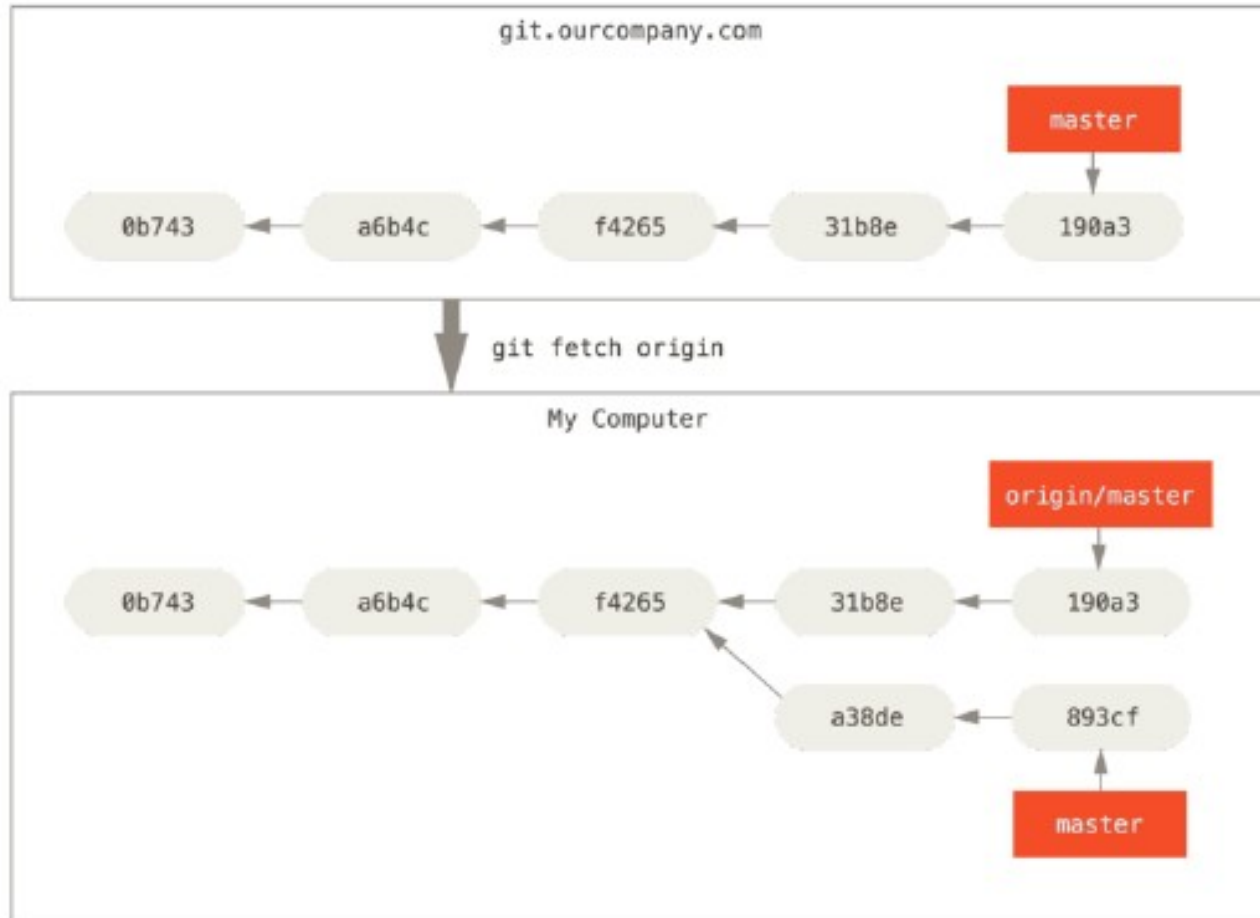 git.ourcompany.com
master
0b743 a6b4c f4265 31b8e 190a3
git fetch origin
My Computer
origin/master
0b743 a6b4c f4265 31b8e 190a3
a38de 893cf
master